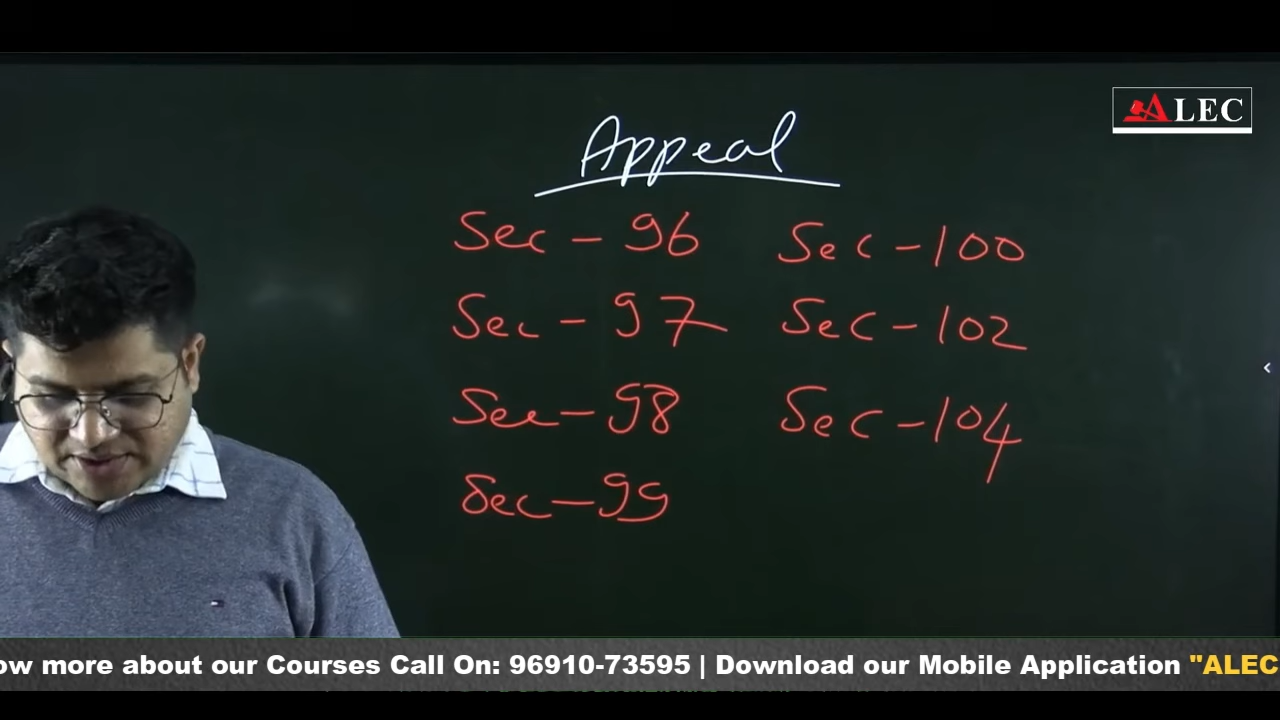 ALEC
Appeal
Sec - 96
Sec - 97
Sec - 98
Sec - 99
Sec - 100
Sec - 102
Sec - 104
ow more about our Courses Call On: 96910-73595 | Download our Mobile Application "ALEC